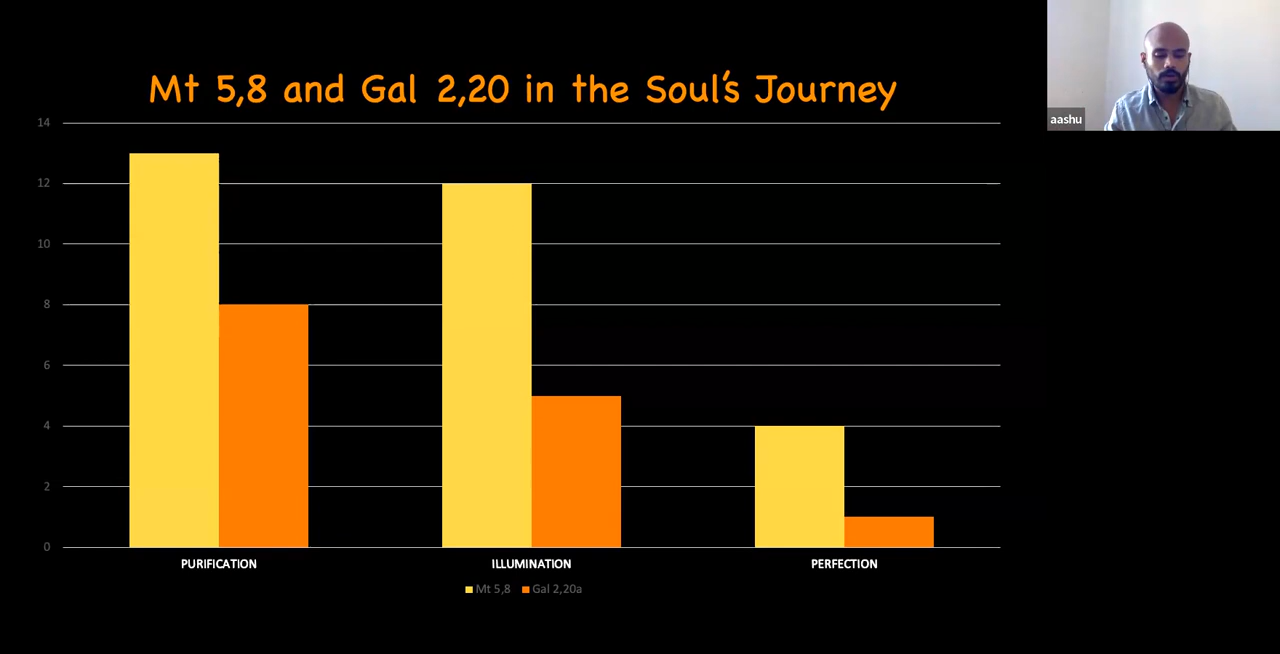 Mt 5,8 and Gal 2,20 in the Soul's Journey
aashu
14
12
10
8
6
4
2
0
PURIFICATION ILLUMINATION PERFECTION
Mt 5,8 Gal 2,20a